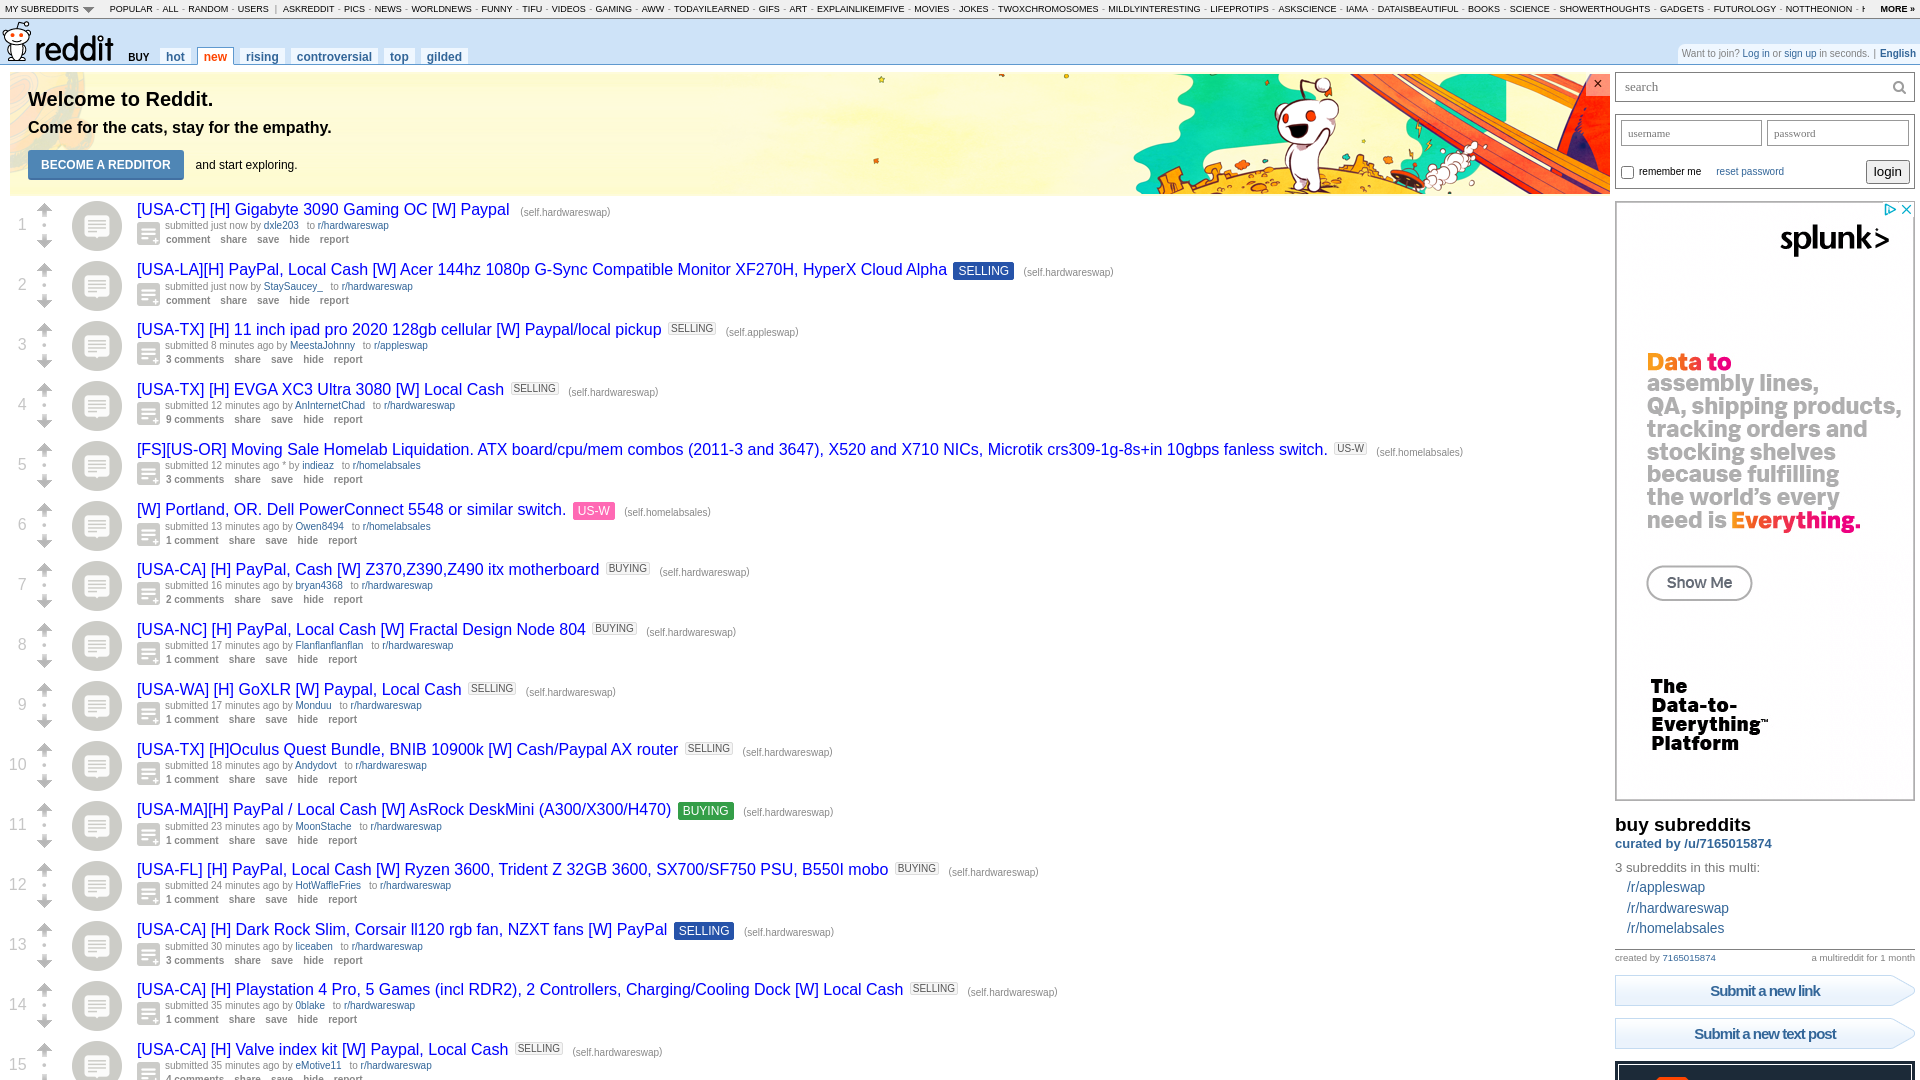 MY SUBREDDITS POPULAR - ALL - RANDOM - USERS | ASKREDDIT - PICS - NEWS - WORLDNEWS - FUNNY - TIFU - VIDEOS - GAMING - AWW - TODAYILEARNED - GIFS - ART - EXPLAINLIKEIMFIVE - MOVIES - JOKES - TWOXCHROMOSOMES - MILDLYINTERESTING - LIFEPROTIPS - ASKSCIENCE - IAMA - DATAISBEAUTIFUL - BOOKS - SCIENCE - SHOWERTHOUGHTS - GADGETS - FUTUROLOGY - NOTTHEONION - MORE »
reddit BUY hot new rising controversial top gilded
Want to join? Log in or sign up in seconds. | English
Welcome to Reddit.
Come for the cats, stay for the empathy.
BECOME A REDDITOR and start exploring.
×
1
[USA-CT] [H] Gigabyte 3090 Gaming OC [W] Paypal (self.hardwareswap)
submitted just now by dxle203 to r/hardwareswap
comment share save hide report
2
[USA-LA][H] PayPal, Local Cash [W] Acer 144hz 1080p G-Sync Compatible Monitor XF270H, HyperX Cloud Alpha SELLING (self.hardwareswap)
submitted just now by StaySaucey_ to r/hardwareswap
comment share save hide report
3
[USA-TX] [H] 11 inch ipad pro 2020 128gb cellular [W] Paypal/local pickup SELLING (self.appleswap)
submitted 8 minutes ago by MeestaJohnny to r/appleswap
3 comments share save hide report
4
[USA-TX] [H] EVGA XC3 Ultra 3080 [W] Local Cash SELLING (self.hardwareswap)
submitted 12 minutes ago by AnInternetChad to r/hardwareswap
9 comments share save hide report
5
[FS][US-OR] Moving Sale Homelab Liquidation. ATX board/cpu/mem combos (2011-3 and 3647), X520 and X710 NICs, Microtik crs309-1g-8s+in 10gbps fanless switch. US-W (self.homelabsales)
submitted 12 minutes ago * by indieaz to r/homelabsales
3 comments share save hide report
6
[W] Portland, OR. Dell PowerConnect 5548 or similar switch. US-W (self.homelabsales)
submitted 13 minutes ago by Owen8494 to r/homelabsales
1 comment share save hide report
7
[USA-CA] [H] PayPal, Cash [W] Z370,Z390,Z490 itx motherboard BUYING (self.hardwareswap)
submitted 16 minutes ago by bryan4368 to r/hardwareswap
2 comments share save hide report
8
[USA-NC] [H] PayPal, Local Cash [W] Fractal Design Node 804 BUYING (self.hardwareswap)
submitted 17 minutes ago by Flanflanflanflan to r/hardwareswap
1 comment share save hide report
9
[USA-WA] [H] GoXLR [W] Paypal, Local Cash SELLING (self.hardwareswap)
submitted 17 minutes ago by Monduu to r/hardwareswap
1 comment share save hide report
10
[USA-TX] [H]Oculus Quest Bundle, BNIB 10900k [W] Cash/Paypal AX router SELLING (self.hardwareswap)
submitted 18 minutes ago by Andydovt to r/hardwareswap
1 comment share save hide report
11
[USA-MA][H] PayPal / Local Cash [W] AsRock DeskMini (A300/X300/H470) BUYING (self.hardwareswap)
submitted 23 minutes ago by MoonStache to r/hardwareswap
1 comment share save hide report
12
[USA-FL] [H] PayPal, Local Cash [W] Ryzen 3600, Trident Z 32GB 3600, SX700/SF750 PSU, B550I mobo BUYING (self.hardwareswap)
submitted 24 minutes ago by HotWaffleFries to r/hardwareswap
1 comment share save hide report
13
[USA-CA] [H] Dark Rock Slim, Corsair ll120 rgb fan, NZXT fans [W] PayPal SELLING (self.hardwareswap)
submitted 30 minutes ago by liceaben to r/hardwareswap
3 comments share save hide report
14
[USA-CA] [H] Playstation 4 Pro, 5 Games (incl RDR2), 2 Controllers, Charging/Cooling Dock [W] Local Cash SELLING (self.hardwareswap)
submitted 35 minutes ago by 0blake to r/hardwareswap
1 comment share save hide report
15
[USA-CA] [H] Valve index kit [W] Paypal, Local Cash SELLING (self.hardwareswap)
submitted 35 minutes ago by eMotive11 to r/hardwareswap
4 comments share save hide report
search
username password
remember me reset password login
splunk>
Data to
assembly lines,
QA, shipping products,
tracking orders and
stocking shelves
because fulfilling
the world's every
need is Everything.
Show Me
The
Data-to-
Everything™
Platform
buy subreddits
curated by /u/7165015874
3 subreddits in this multi:
/r/appleswap
/r/hardwareswap
/r/homelabsales
created by 7165015874 a multireddit for 1 month
Submit a new link
Submit a new text post